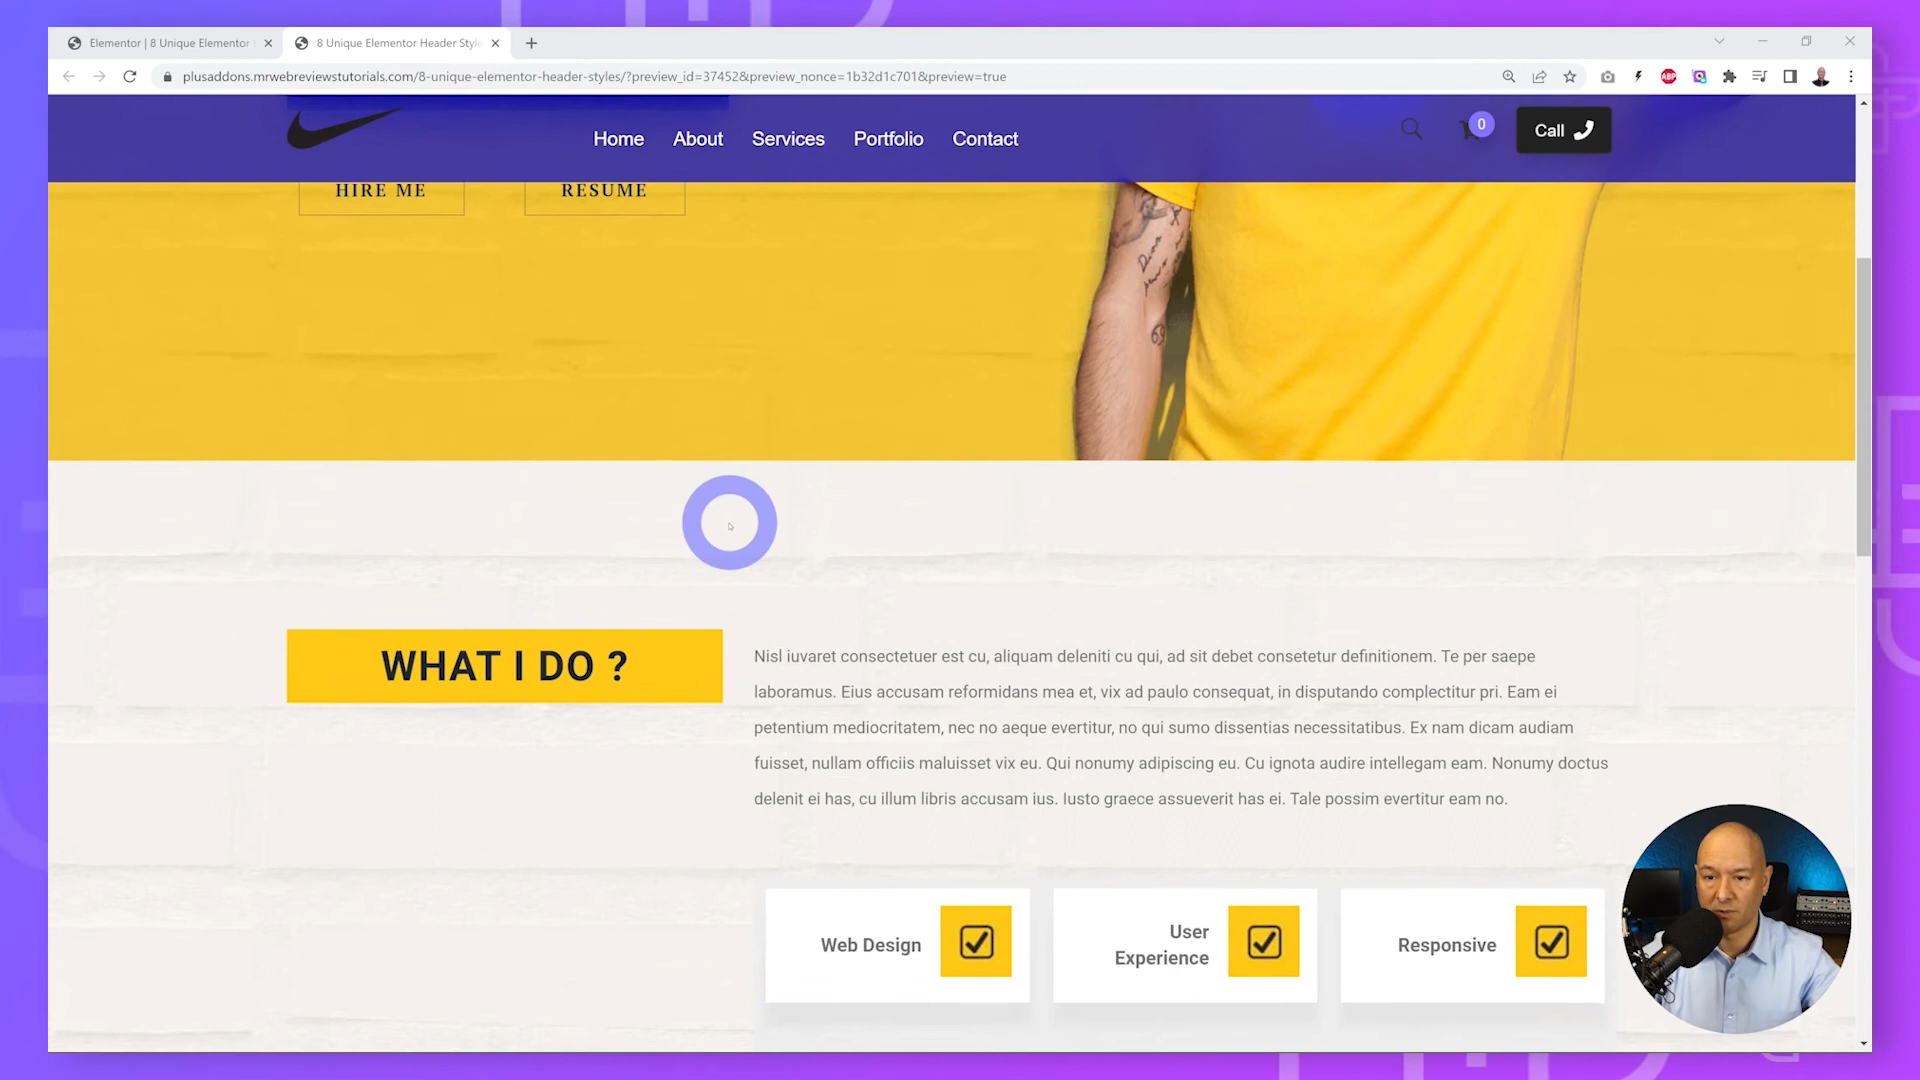 Elementor | 8 Unique Elementor
8 Unique Elementor Header Style
plusaddons.mrwebreviewstutorials.com/8-unique-elementor-header-styles/?preview_id=37452&preview_nonce=1b32d1c701&preview=true
ABP
Home About Services Portfolio Contact
0
Call
HIRE ME RESUME
WHAT I DO ?
Nisl iuvaret consectetuer est cu, aliquam deleniti cu qui, ad sit debet consetetur definitionem. Te per saepe
laboramus. Eius accusam reformidans mea et, vix ad paulo consequat, in disputando complectitur pri. Eam ei
petentium mediocritatem, nec no aeque evertitur, no qui sumo dissentias necessitatibus. Ex nam dicam audiam
fuisset, nullam officiis maluisset vix eu. Qui nonumy adipiscing eu. Cu ignota audire intellegam eam. Nonumy doctus
delenit ei has, cu illum libris accusam ius. Iusto graece assueverit has ei. Tale possim evertitur eam no.
Web Design
User
Experience
Responsive